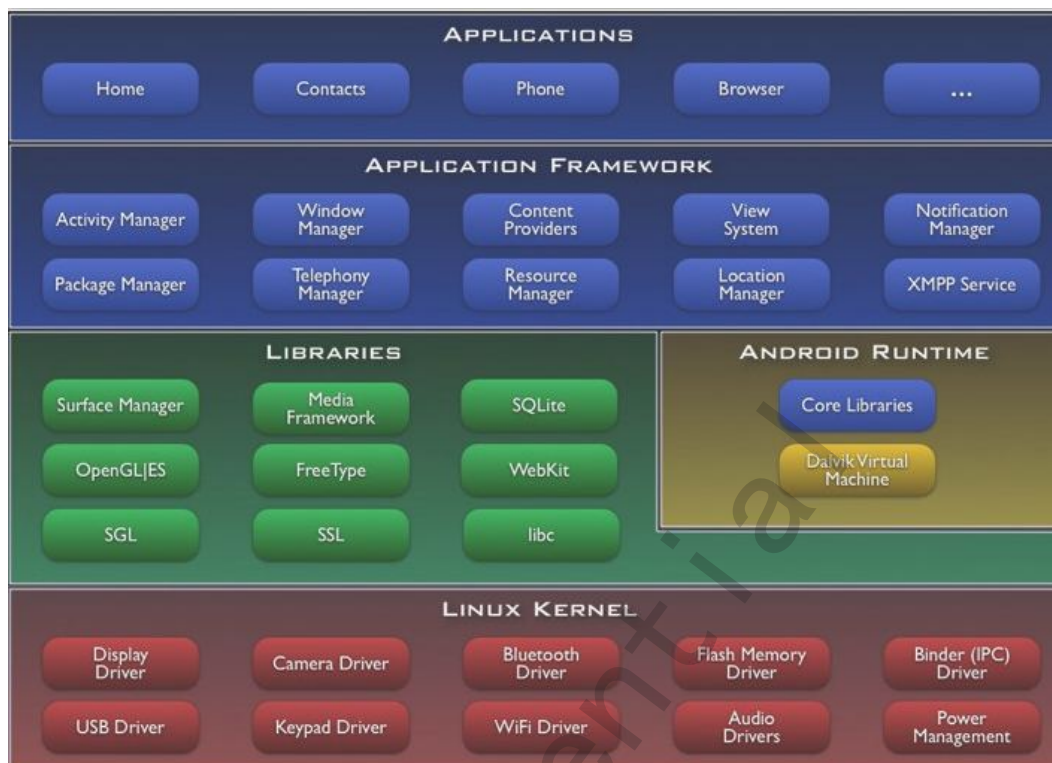 APPLICATIONS
Home
Contacts
Phone
Browser
...
APPLICATION FRAMEWORK
Activity Manager
Window
Manager
Content
Providers
View
System
Notification
Manager
Package Manager
Telephony
Manager
Resource
Manager
Location
Manager
XMPP Service
LIBRARIES
Surface Manager
Media
Framework
SQLite
OpenGL|ES
FreeType
WebKit
SGL
SSL
libc
ANDROID RUNTIME
Core Libraries
Dalvik Virtual
Machine
LINUX KERNEL
Display
Driver
Camera Driver
Bluetooth
Driver
Flash Memory
Driver
Binder (IPC)
Driver
USB Driver
Keypad Driver
WiFi Driver
Audio
Drivers
Power
Management
ential